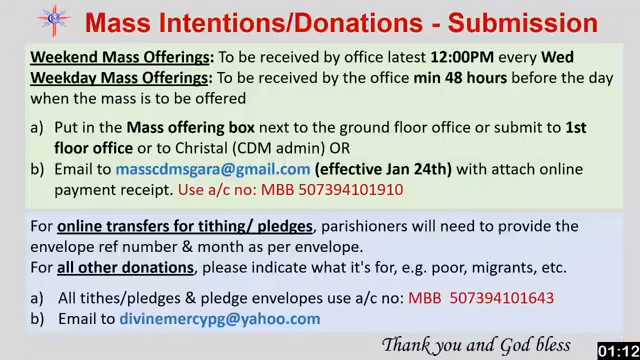 Mass Intentions/Donations - Submission
Weekend Mass Offerings: To be received by office latest 12:00PM every Wed
Weekday Mass Offerings: To be received by the office min 48 hours before the day
when the mass is to be offered
a) Put in the Mass offering box next to the ground floor office or submit to 1st
floor office or to Christal (CDM admin) OR
b) Email to masscdmsgara@gmail.com (effective Jan 24th) with attach online
payment receipt. Use a/c no: MBB 507394101910
For online transfers for tithing/ pledges, parishioners will need to provide the
envelope ref number & month as per envelope.
For all other donations, please indicate what it's for, e.g. poor, migrants, etc.
a) All tithes/pledges & pledge envelopes use a/c no: MBB 507394101643
b) Email to divinemercypg@yahoo.com
Thank you and God bless
01:12